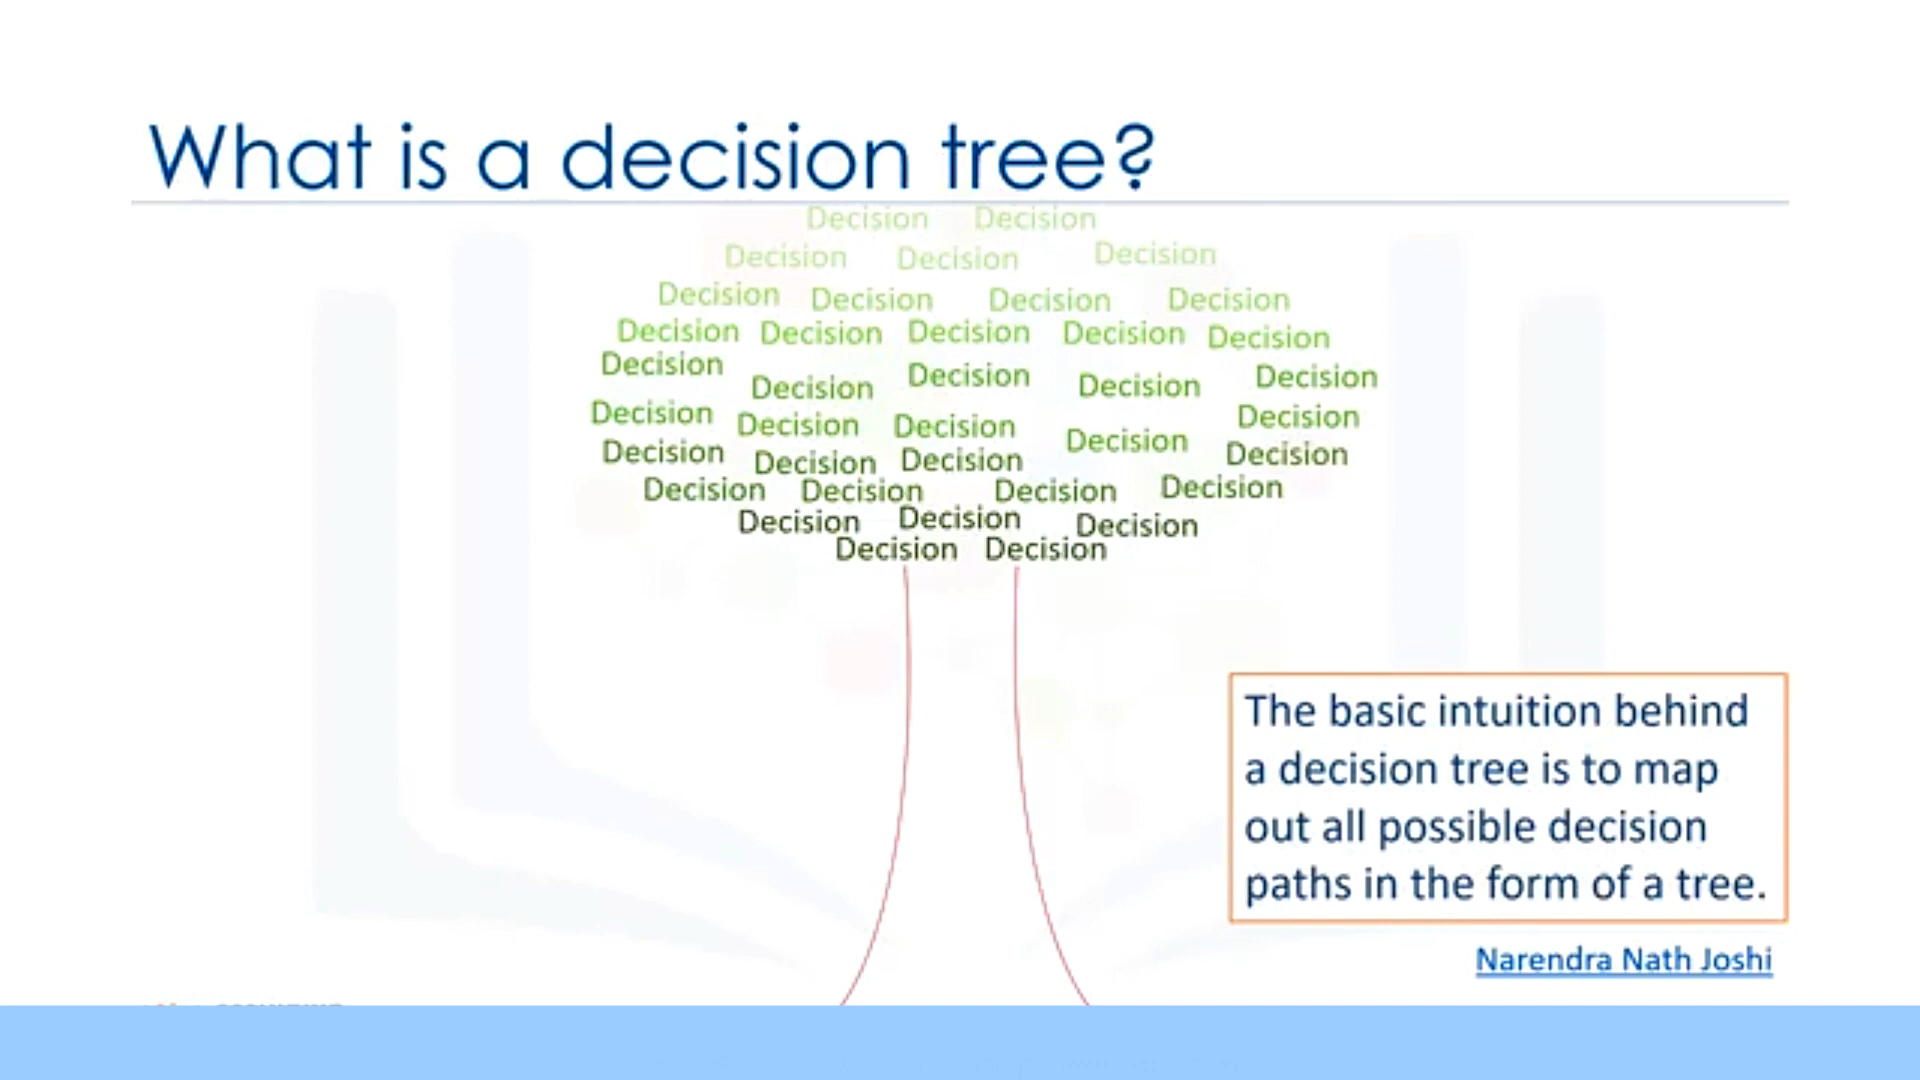 What is a decision tree?
Decision Decision
Decision Decision Decision
Decision Decision Decision Decision
Decision Decision Decision Decision Decision
Decision Decision Decision Decision Decision
Decision Decision Decision Decision Decision
Decision Decision Decision Decision
Decision Decision Decision Decision
Decision Decision Decision
Decision Decision
The basic intuition behind
a decision tree is to map
out all possible decision
paths in the form of a tree.
Narendra Nath Joshi